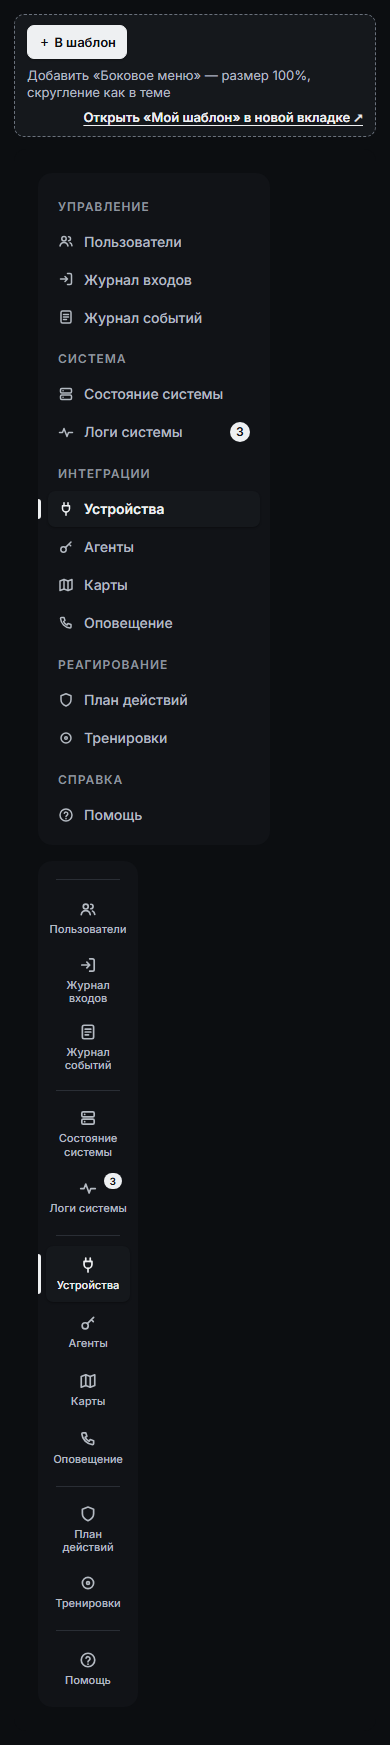 + В шаблон
Добавить «Боковое меню» — размер 100%,
скругление как в теме
Открыть «Мой шаблон» в новой вкладке ↗
УПРАВЛЕНИЕ
Пользователи
Журнал входов
Журнал событий
СИСТЕМА
Состояние системы
Логи системы 3
ИНТЕГРАЦИИ
Устройства
Агенты
Карты
Оповещение
РЕАГИРОВАНИЕ
План действий
Тренировки
СПРАВКА
Помощь
Пользователи
Журнал
входов
Журнал
событий
Состояние
системы
3
Логи системы
Устройства
Агенты
Карты
Оповещение
План
действий
Тренировки
Помощь